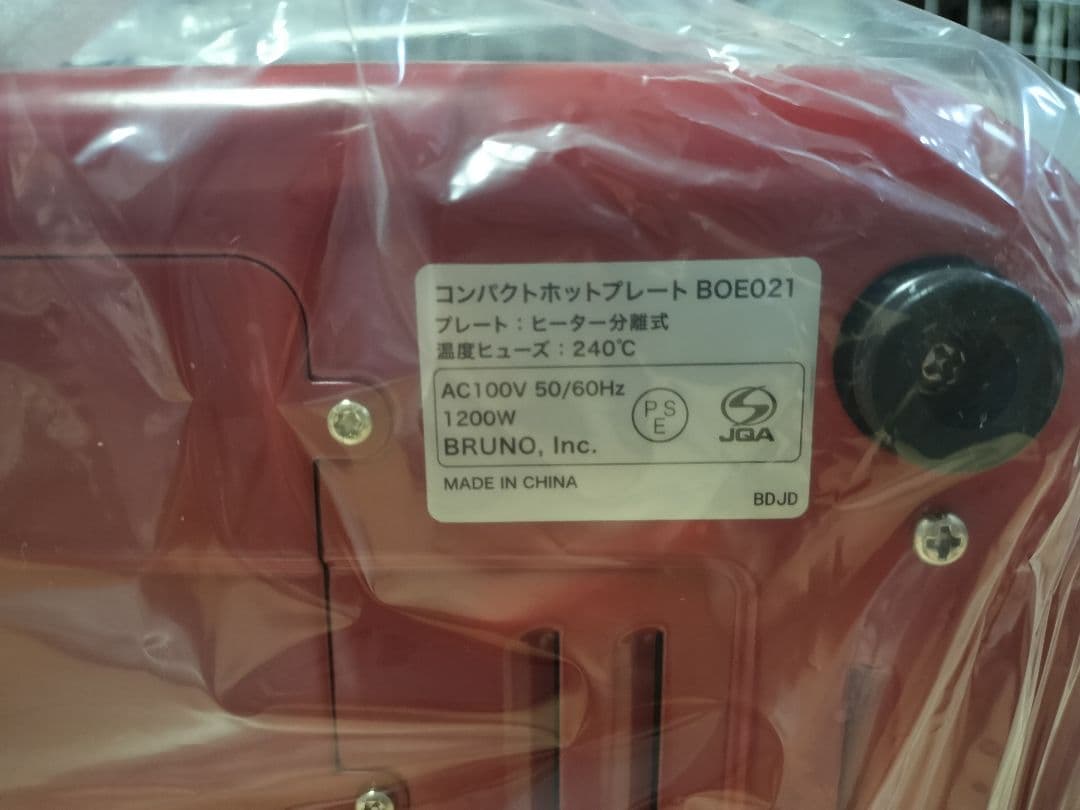 コンパクトホットプレート BOE021
プレート：ヒーター分離式
温度ヒューズ：240℃
AC100V 50/60Hz
1200W
BRUNO, Inc.
PSE
JQA
MADE IN CHINA
BDJD